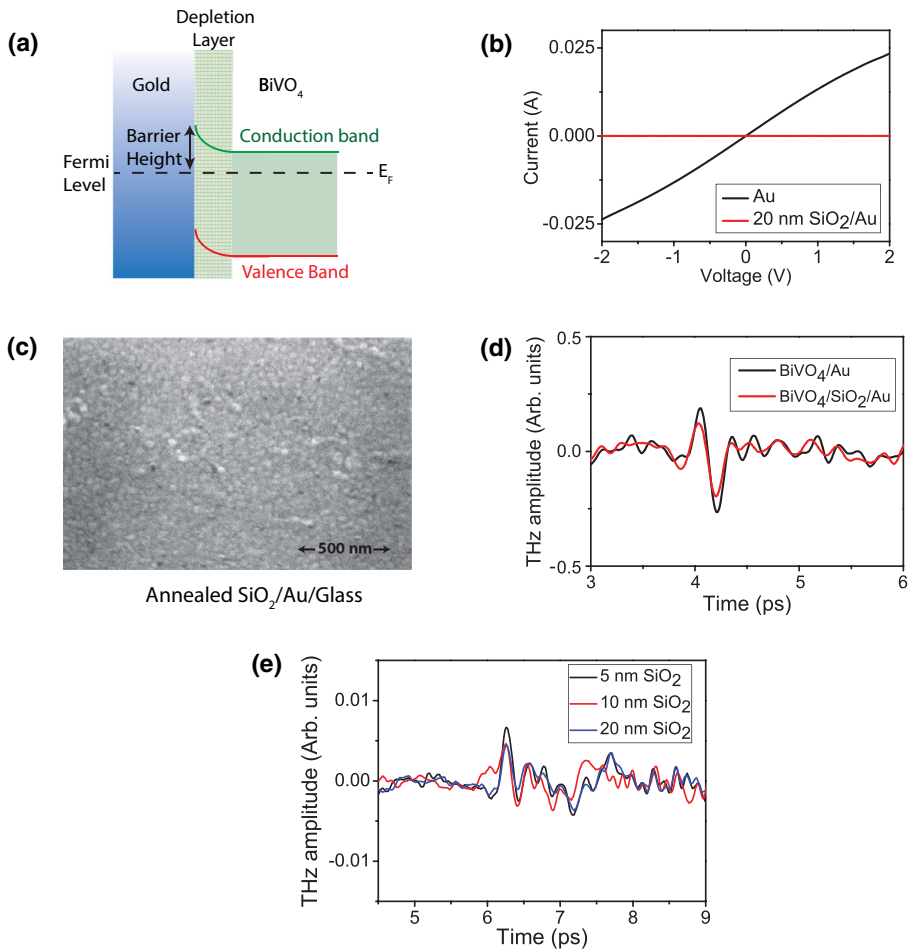 (a)
Depletion
Layer
Gold
BiVO4
Barrier
Height
Conduction band
Fermi
Level
EF
Valence Band
(b)
Current (A)
0.025
0.000
-0.025
Au
20 nm SiO2/Au
-2 -1 0 1 2
Voltage (V)
(c)
500 nm
Annealed SiO2/Au/Glass
(d)
THz amplitude (Arb. units)
0.5
0.0
-0.5
BiVO4/Au
BiVO4/SiO2/Au
3 4 5 6
Time (ps)
(e)
THz amplitude (Arb. units)
0.01
0.00
-0.01
5 nm SiO2
10 nm SiO2
20 nm SiO2
5 6 7 8 9
Time (ps)